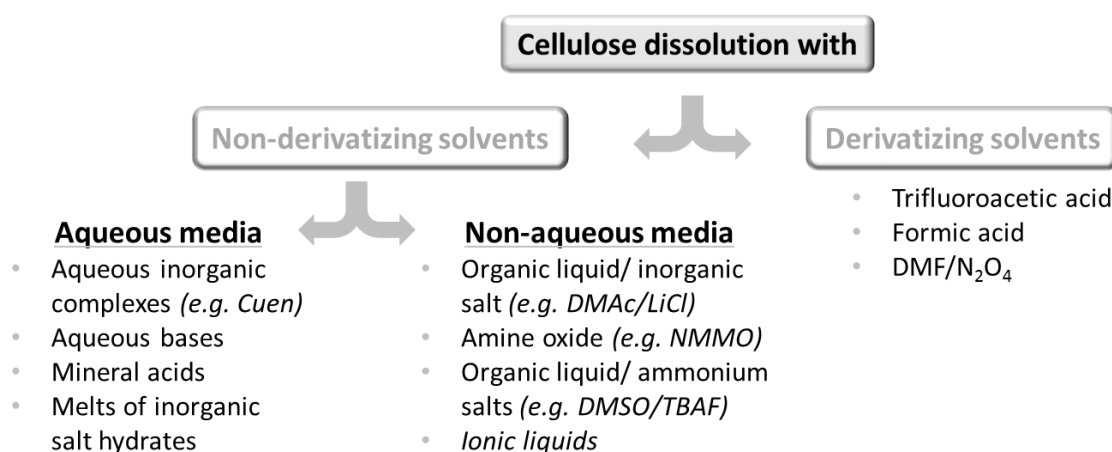 Cellulose dissolution with
Non-derivatizing solvents
Derivatizing solvents
• Trifluoroacetic acid
• Formic acid
• DMF/N₂O₄
Aqueous media
• Aqueous inorganic
complexes (e.g. Cuen)
• Aqueous bases
• Mineral acids
• Melts of inorganic
salt hydrates
Non-aqueous media
• Organic liquid/ inorganic
salt (e.g. DMAc/LiCl)
• Amine oxide (e.g. NMMO)
• Organic liquid/ ammonium
salts (e.g. DMSO/TBAF)
• Ionic liquids